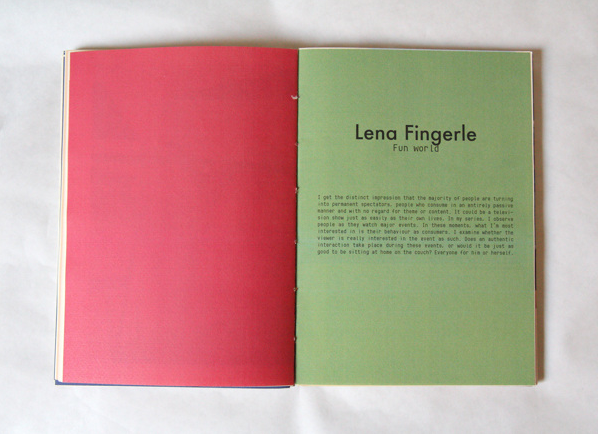 Lena Fingerle
Fun world
I get the distinct impression that the majority of people are turning
into permanent spectators, people who consume in an entirely passive
manner and with no regard for theme or content. It could be a televi-
sion show just as easily as their own lives. In my series, I observe
people as they watch major events. In these moments, what I'm most
interested in is their behaviour as consumers. I examine whether the
viewer is really interested in the event as such. Does an authentic
interaction take place during these events, or would it be just as
good to be sitting at home on the couch? Everyone for him or herself.